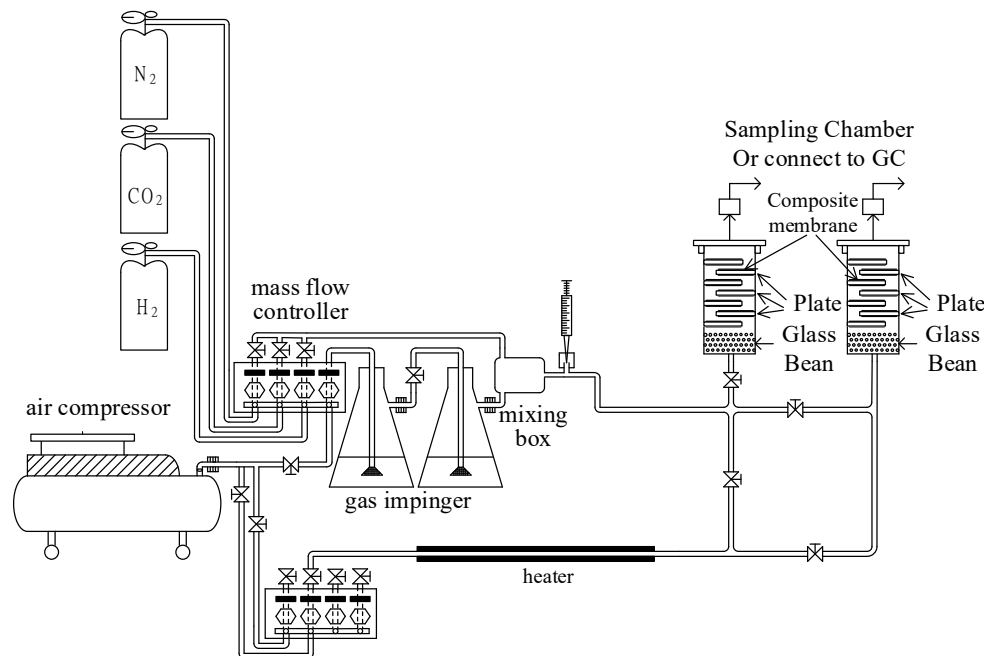 N₂
CO₂
H₂
Sampling Chamber
Or connect to GC
Composite
membrane
Plate
Glass
Bean
Plate
Glass
Bean
mass flow
controller
air compressor
mixing
box
gas impinger
heater